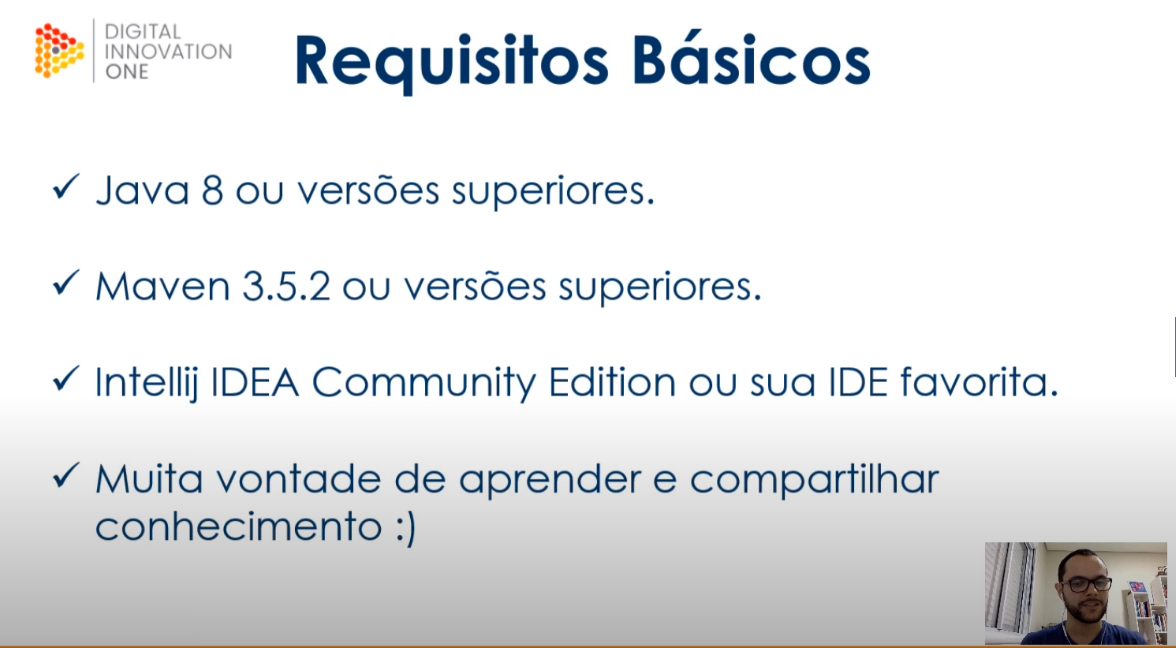 DIGITAL
INNOVATION
ONE
Requisitos Básicos
✓ Java 8 ou versões superiores.
✓ Maven 3.5.2 ou versões superiores.
✓ Intellij IDEA Community Edition ou sua IDE favorita.
✓ Muita vontade de aprender e compartilhar
conhecimento :)